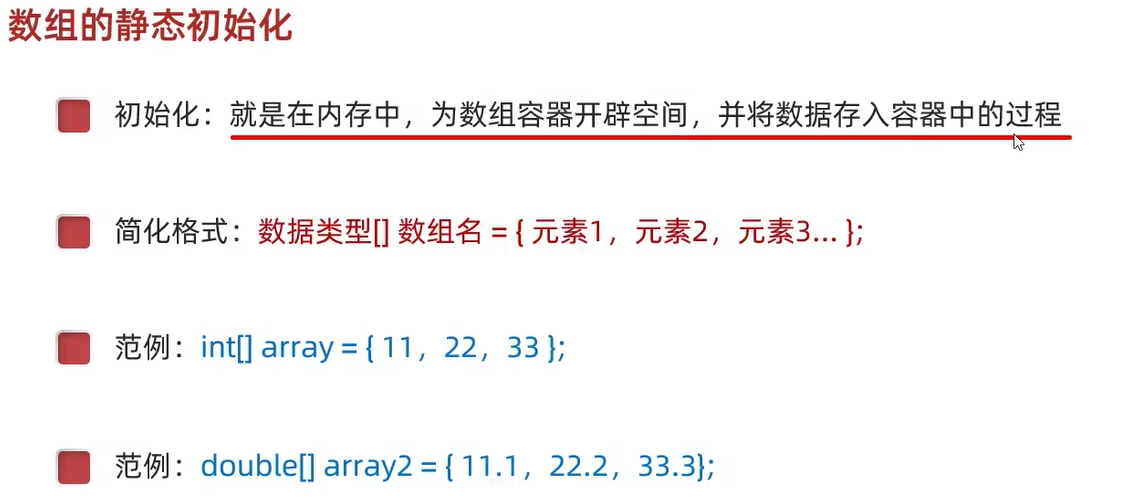 数组的静态初始化
初始化：就是在内存中，为数组容器开辟空间，并将数据存入容器中的过程
简化格式：数据类型[] 数组名 = { 元素1，元素2，元素3... };
范例：int[] array = { 11，22，33 };
范例：double[] array2 = { 11.1，22.2，33.3};